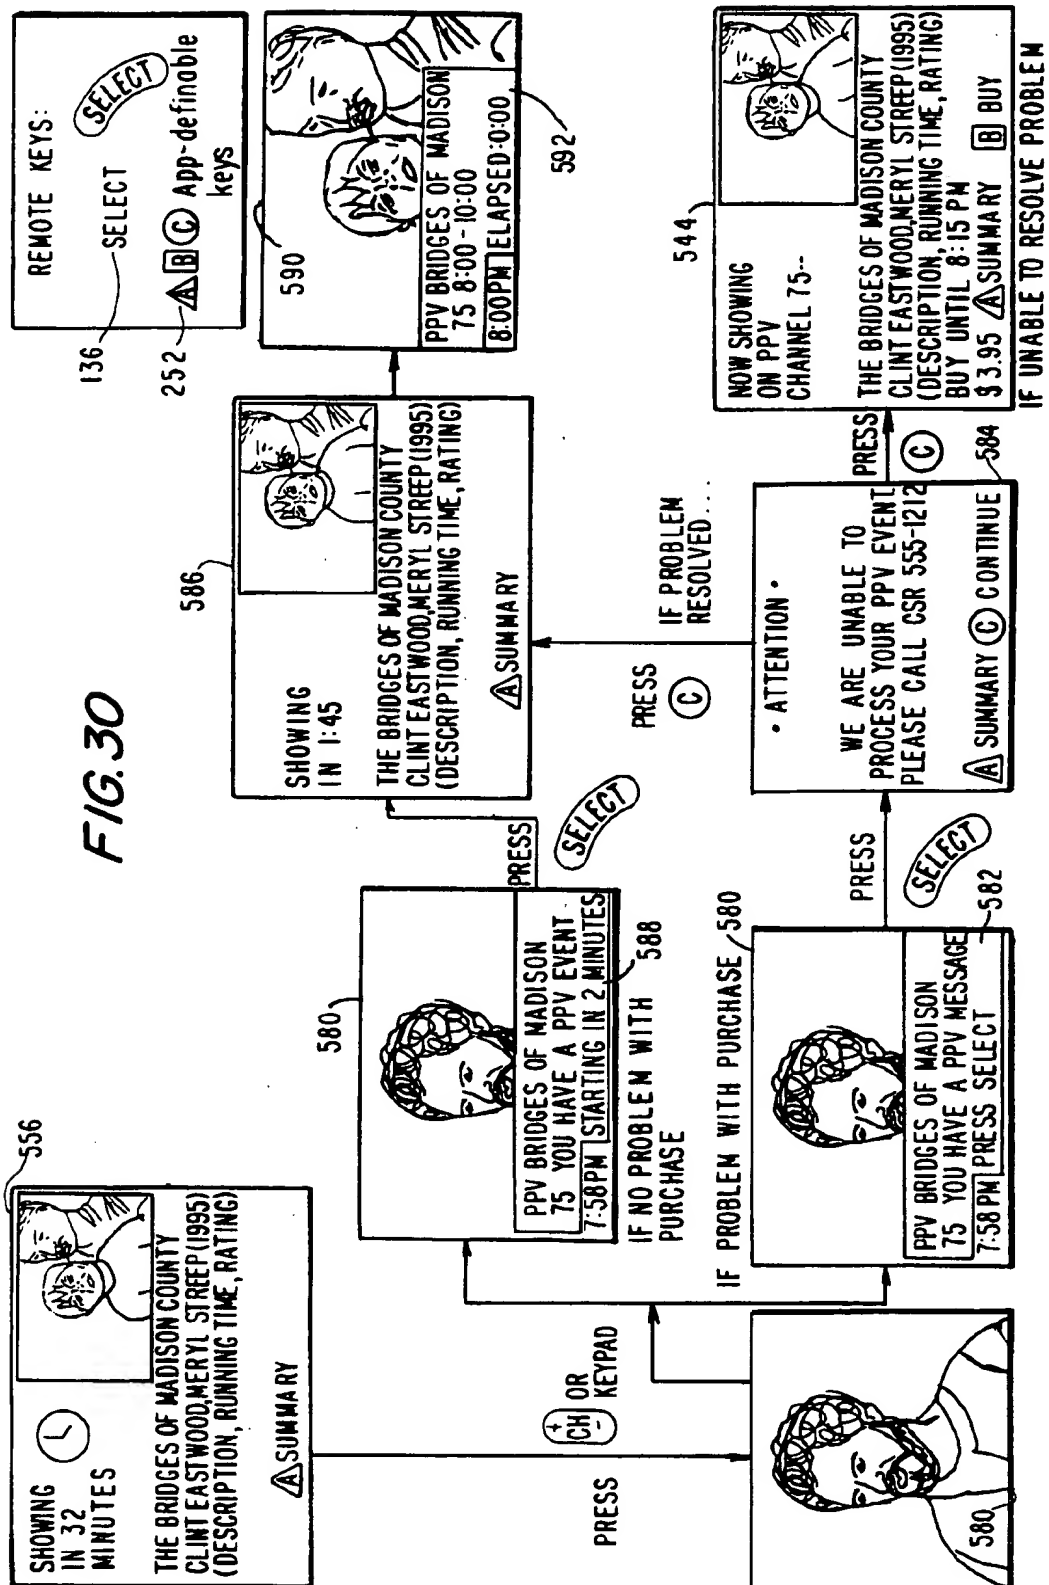 FIG. 30
556
SHOWING
IN 32
MINUTES
THE BRIDGES OF MADISON COUNTY
CLINT EASTWOOD, MERYL STREEP (1995)
(DESCRIPTION, RUNNING TIME, RATING)
A SUMMARY
PRESS
+
CH
-
OR
KEYPAD
580
580
PPV BRIDGES OF MADISON
75 YOU HAVE A PPV EVENT
7:58PM STARTING IN 2 MINUTES
588
IF NO PROBLEM WITH
PURCHASE
PRESS
SELECT
IF PROBLEM WITH PURCHASE
580
PPV BRIDGES OF MADISON
75 YOU HAVE A PPV MESSAGE
7:58 PM PRESS SELECT
582
PRESS
SELECT
586
SHOWING
IN 1:45
THE BRIDGES OF MADISON COUNTY
CLINT EASTWOOD, MERYL STREEP (1995)
(DESCRIPTION, RUNNING TIME, RATING)
A SUMMARY
PRESS
C
IF PROBLEM
RESOLVED...
• ATTENTION •
WE ARE UNABLE TO
PROCESS YOUR PPV EVENT
PLEASE CALL CSR 555-1212
A SUMMARY C CONTINUE
584
PRESS
C
REMOTE KEYS:
136
SELECT
SELECT
252
A B C App-definable
keys
590
PPV BRIDGES OF MADISON
75 8:00-10:00
8:00PM ELAPSED:0:00
592
544
NOW SHOWING
ON PPV
CHANNEL 75--
THE BRIDGES OF MADISON COUNTY
CLINT EASTWOOD, MERYL STREEP (1995)
(DESCRIPTION, RUNNING TIME, RATING)
BUY UNTIL 8:15 PM
$3.95 A SUMMARY B BUY
IF UNABLE TO RESOLVE PROBLEM